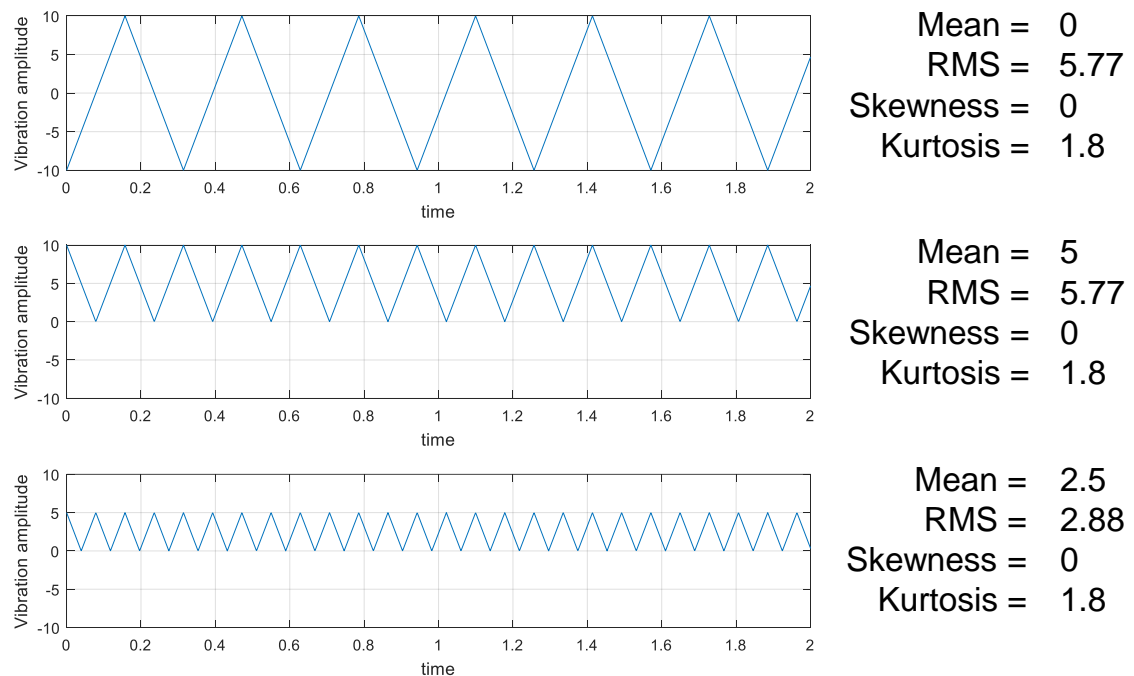 Vibration amplitude
10
5
0
-5
-10
0 0.2 0.4 0.6 0.8 1 1.2 1.4 1.6 1.8 2
time
Mean = 0
RMS = 5.77
Skewness = 0
Kurtosis = 1.8
Vibration amplitude
10
5
0
-5
-10
0 0.2 0.4 0.6 0.8 1 1.2 1.4 1.6 1.8 2
time
Mean = 5
RMS = 5.77
Skewness = 0
Kurtosis = 1.8
Vibration amplitude
10
5
0
-5
-10
0 0.2 0.4 0.6 0.8 1 1.2 1.4 1.6 1.8 2
time
Mean = 2.5
RMS = 2.88
Skewness = 0
Kurtosis = 1.8